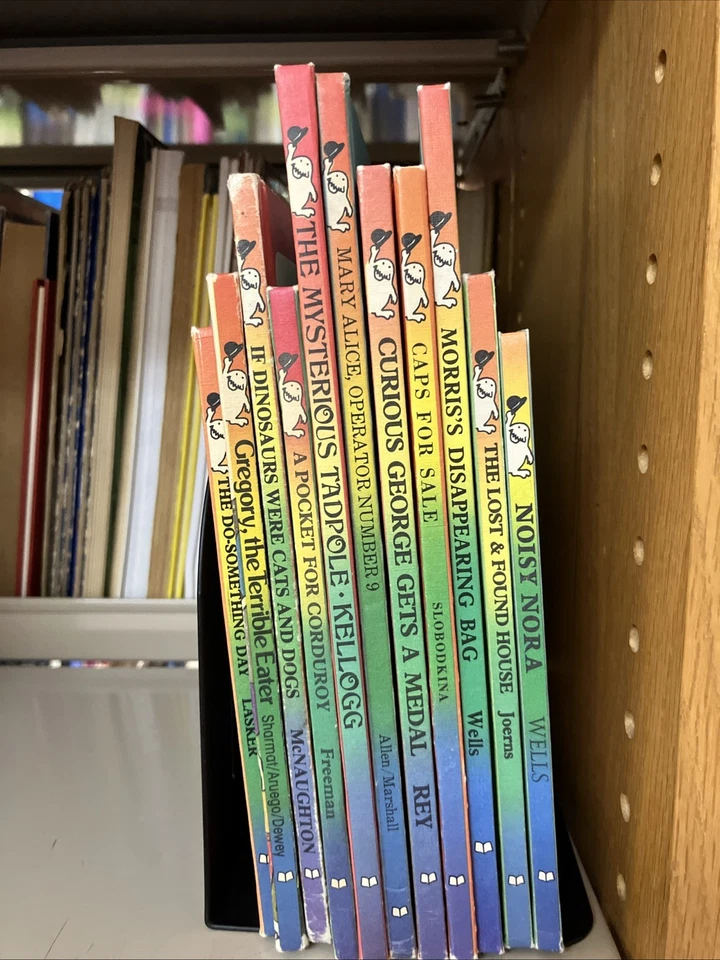 THE DO-SOMETHING DAY LASKER
Gregory, the Terrible Eater Sharmat/Aruego/Dewey
IF DINOSAURS WERE CATS AND DOGS McNAUGHTON
A POCKET FOR CORDUROY Freeman
THE MYSTERIOUS TADPOLE · KELLOGG
MARY ALICE, OPERATOR NUMBER 9 Allen/Marshall
CURIOUS GEORGE GETS A MEDAL REY
CAPS FOR SALE SLOBODKINA
MORRIS'S DISAPPEARING BAG Wells
THE LOST & FOUND HOUSE Joerns
NOISY NORA WELLS